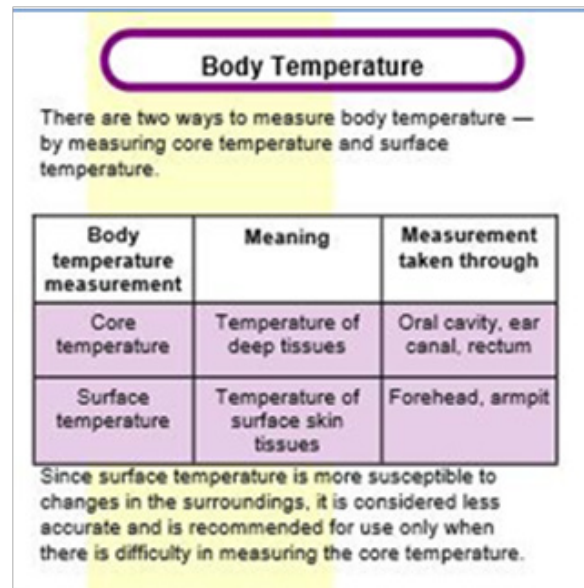 Body Temperature
There are two ways to measure body temperature —
by measuring core temperature and surface
temperature.
Body temperature measurement
Meaning
Measurement taken through
Core temperature
Temperature of deep tissues
Oral cavity, ear canal, rectum
Surface temperature
Temperature of surface skin tissues
Forehead, armpit
Since surface temperature is more susceptible to
changes in the surroundings, it is considered less
accurate and is recommended for use only when
there is difficulty in measuring the core temperature.